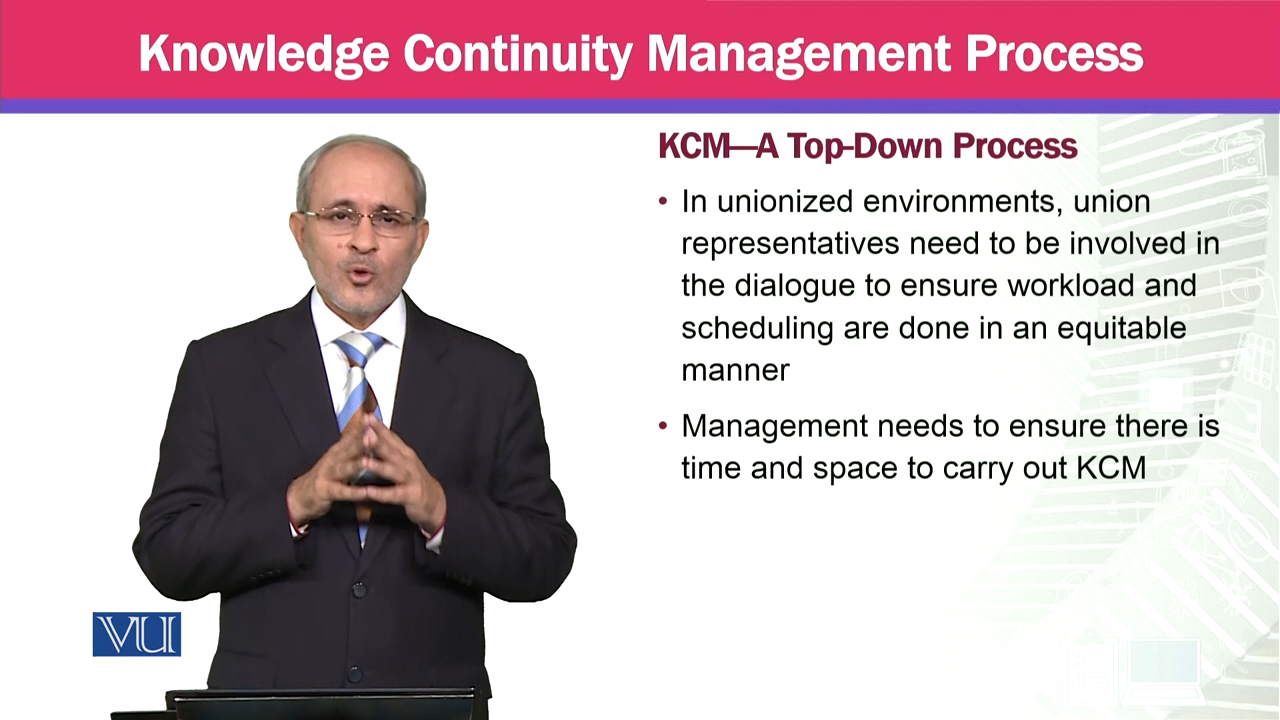 Knowledge Continuity Management Process
KCM—A Top-Down Process
• In unionized environments, union
representatives need to be involved in
the dialogue to ensure workload and
scheduling are done in an equitable
manner
• Management needs to ensure there is
time and space to carry out KCM
VU